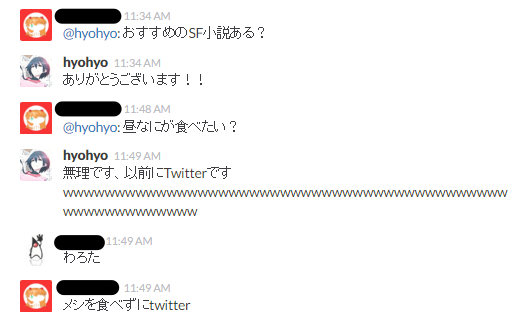 11:34 AM
@hyohyo: おすすめのSF小説ある？
hyohyo 11:34 AM
ありがとうございます！！
11:48 AM
@hyohyo: 昼なにが食べたい？
hyohyo 11:49 AM
無理です、以前にTwitterです
wwwwwwwwwwwwwwwwwwwwwwwwwwwwwwwwwwwwwwwwwww
wwwwwwwwwwwww
11:49 AM
わろた
11:49 AM
メシを食べずにtwitter